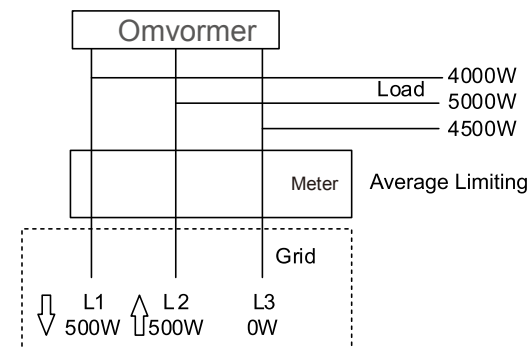 Omvormer
4000W
Load
5000W
4500W
Meter
Average Limiting
Grid
L1 L2 L3
500W 500W 0W